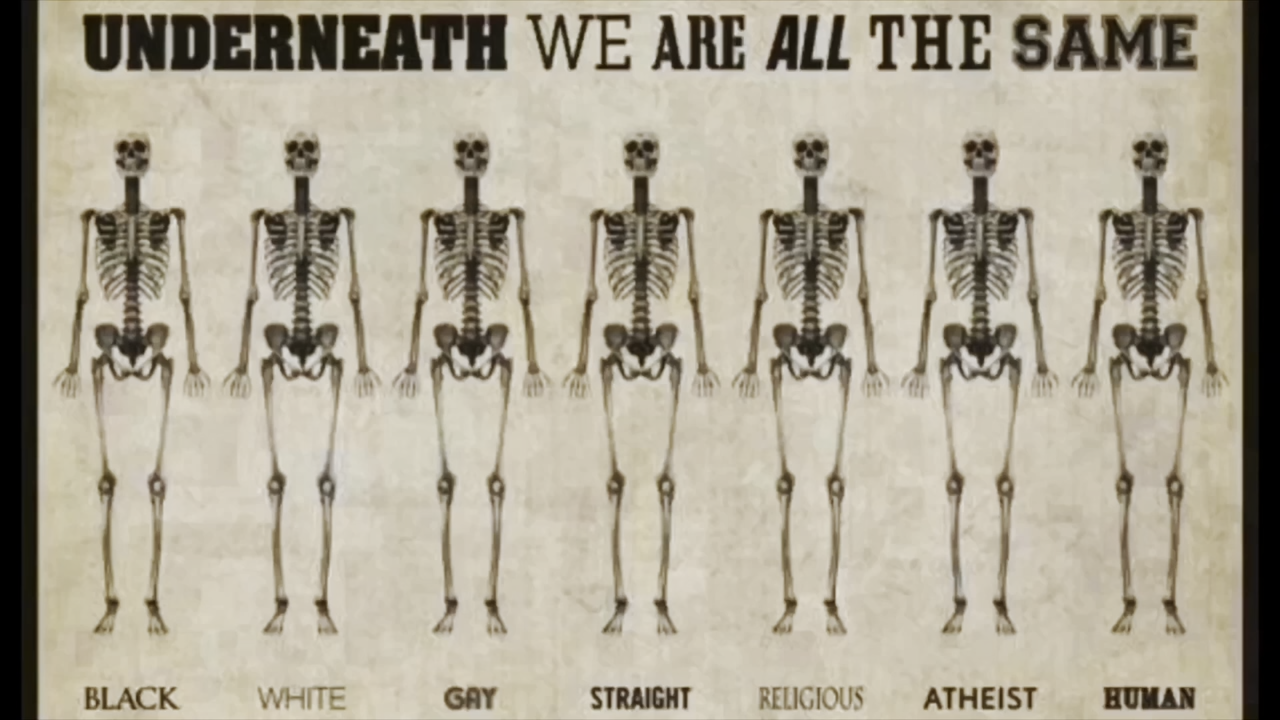 UNDERNEATH WE ARE ALL THE SAME
BLACK WHITE GAY STRAIGHT RELIGIOUS ATHEIST HUMAN